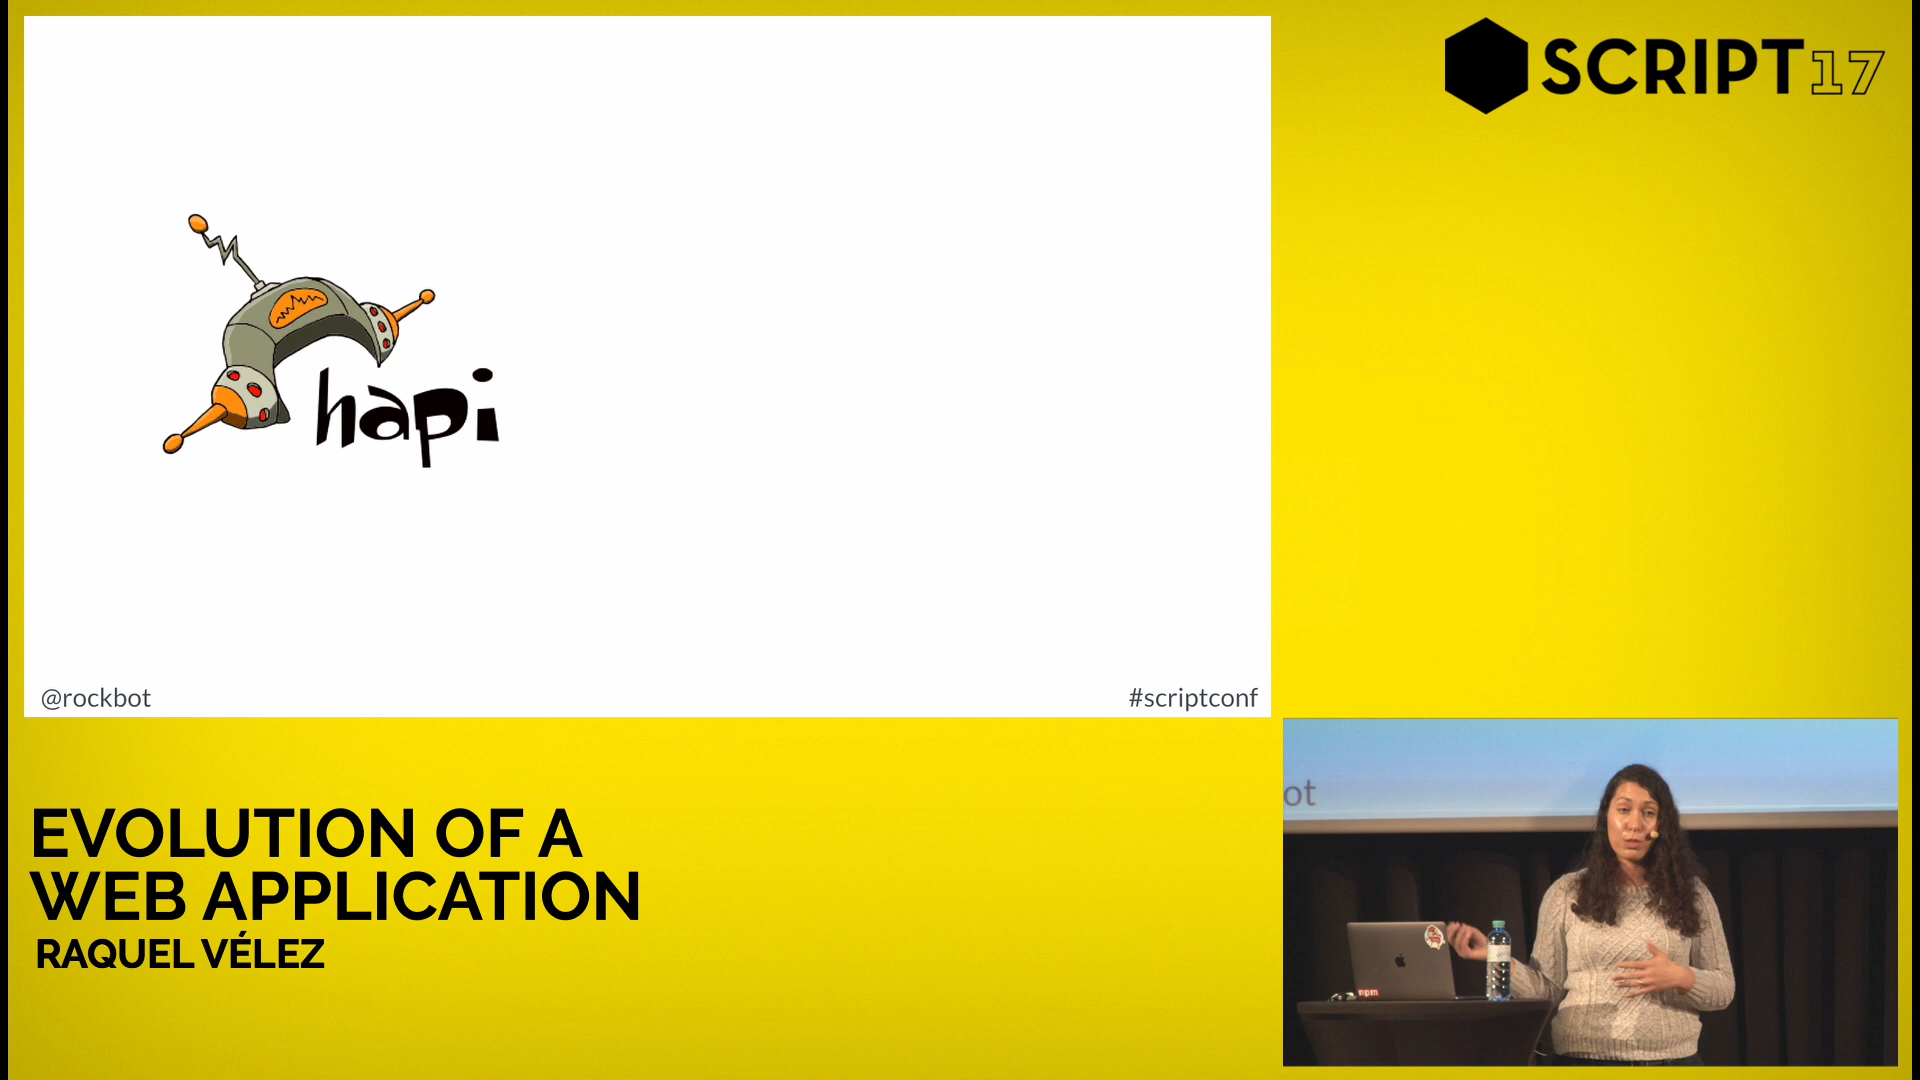 SCRIPT17
hapi
@rockbot
#scriptconf
EVOLUTION OF A
WEB APPLICATION
RAQUEL VÉLEZ
ot
npm